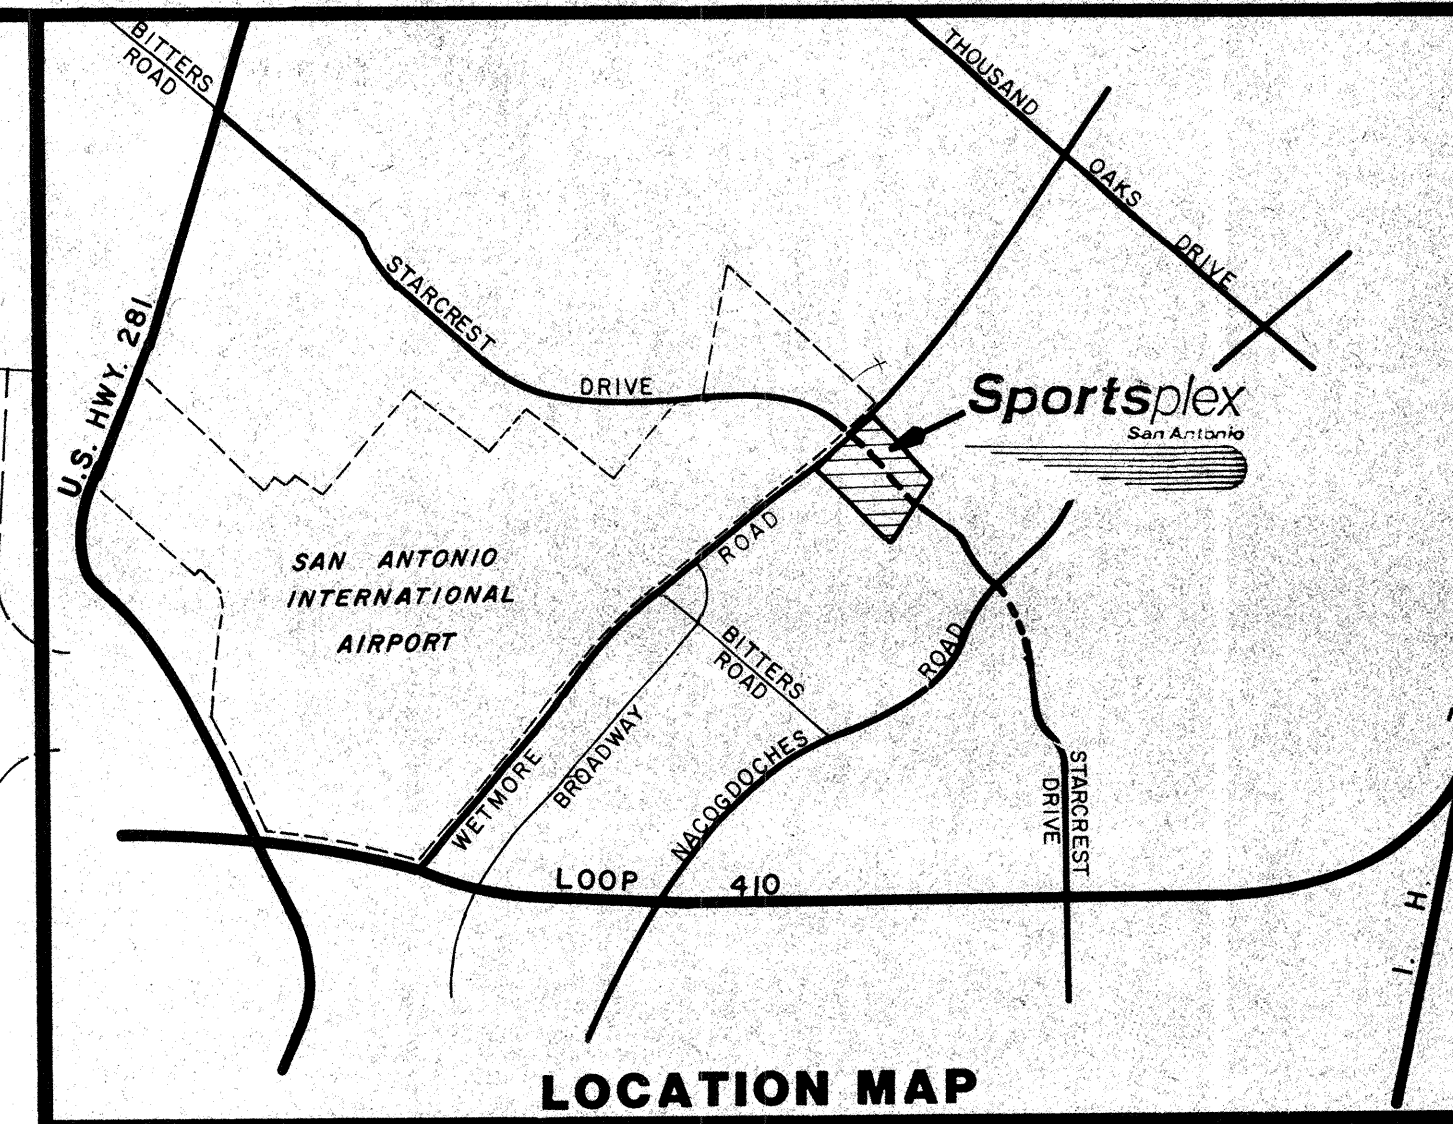 BITTERS
ROAD
THOUSAND
OAKS
DRIVE
STARCREST
DRIVE
U.S. HWY. 281
Sportsplex
San Antonio
SAN ANTONIO
INTERNATIONAL
AIRPORT
WETMORE
ROAD
BITTERS
ROAD
BROADWAY
NACOGDOCHES
ROAD
STARCREST
DRIVE
LOOP 410
I. H.
LOCATION MAP